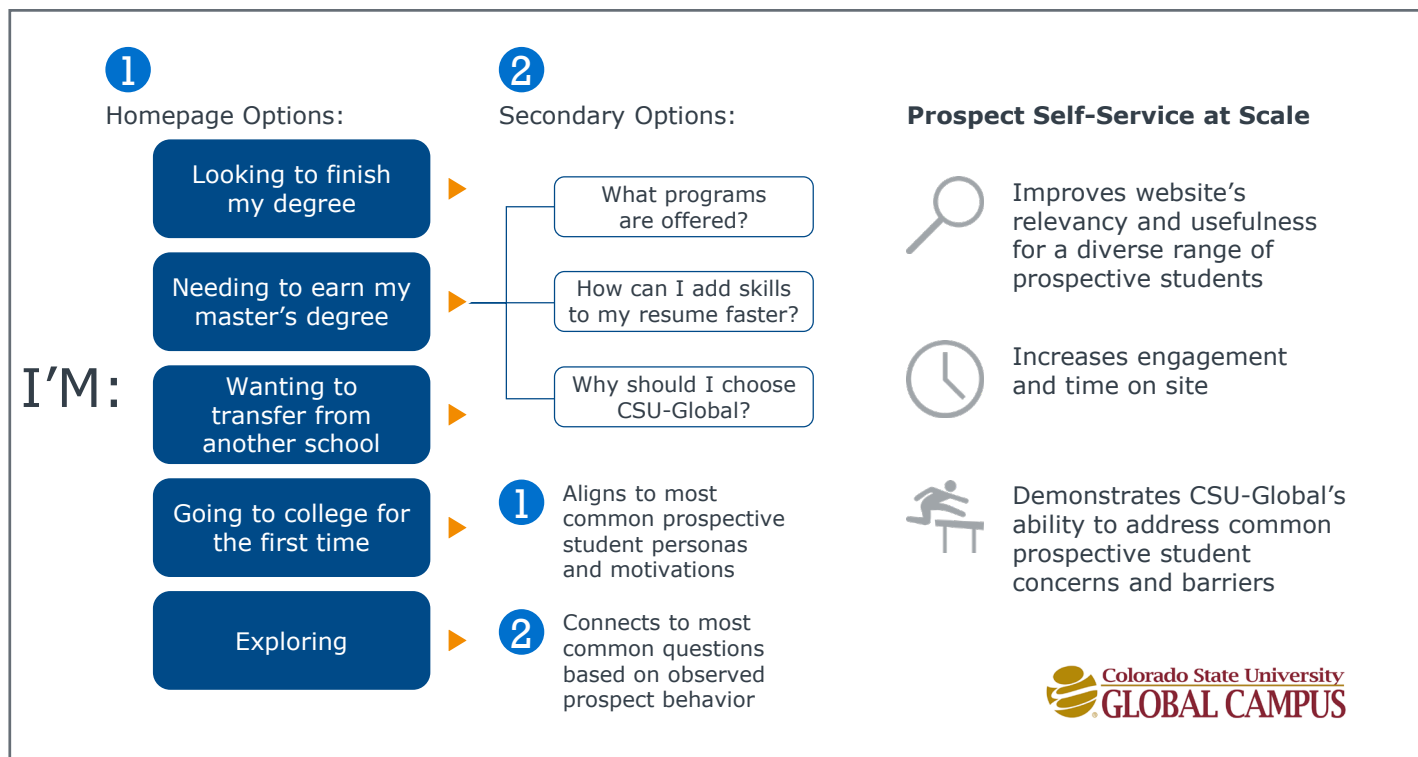 1
Homepage Options:
I’M:
Looking to finish
my degree
Needing to earn my
master’s degree
Wanting to
transfer from
another school
Going to college for
the first time
Exploring
2
Secondary Options:
What programs
are offered?
How can I add skills
to my resume faster?
Why should I choose
CSU-Global?
1
Aligns to most
common prospective
student personas
and motivations
2
Connects to most
common questions
based on observed
prospect behavior
Prospect Self-Service at Scale
Improves website’s
relevancy and usefulness
for a diverse range of
prospective students
Increases engagement
and time on site
Demonstrates CSU-Global’s
ability to address common
prospective student
concerns and barriers
Colorado State University
GLOBAL CAMPUS
®